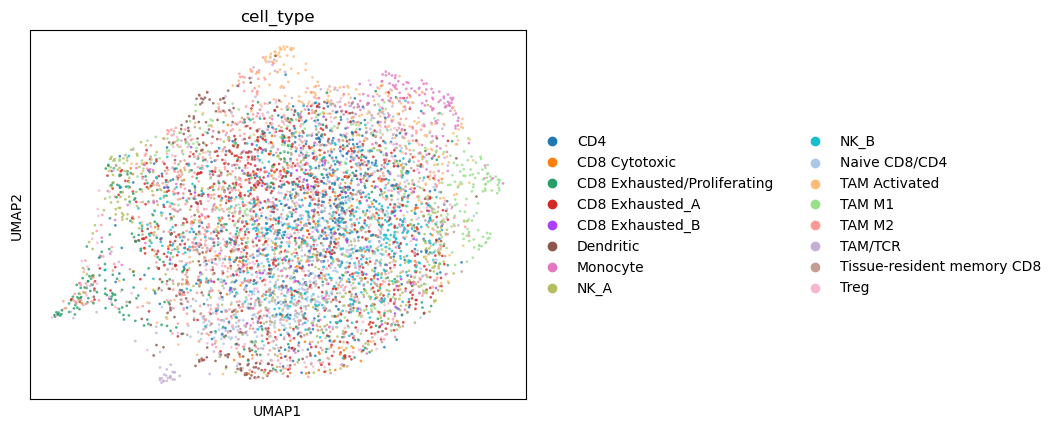 cell_type
UMAP2
UMAP1
CD4
CD8 Cytotoxic
CD8 Exhausted/Proliferating
CD8 Exhausted_A
CD8 Exhausted_B
Dendritic
Monocyte
NK_A
NK_B
Naive CD8/CD4
TAM Activated
TAM M1
TAM M2
TAM/TCR
Tissue-resident memory CD8
Treg